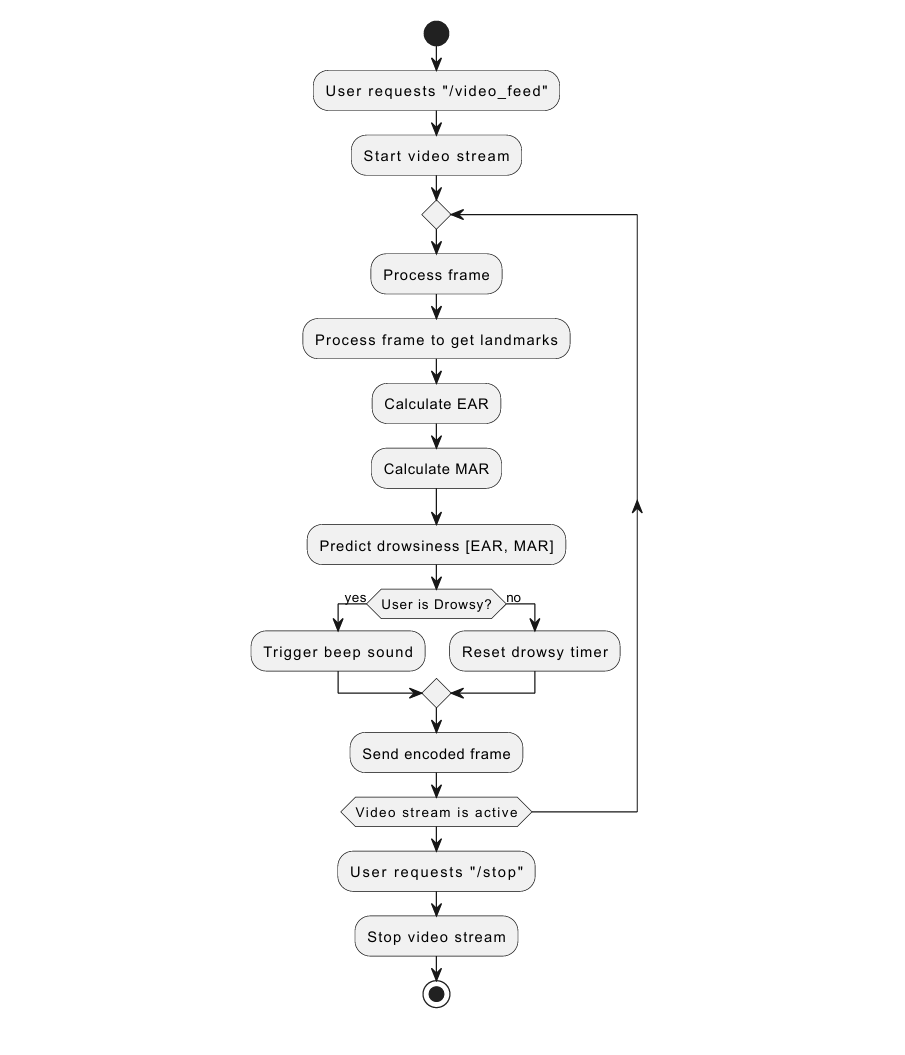 User requests "/video_feed"
Start video stream
Process frame
Process frame to get landmarks
Calculate EAR
Calculate MAR
Predict drowsiness [EAR, MAR]
yes
User is Drowsy?
no
Trigger beep sound
Reset drowsy timer
Send encoded frame
Video stream is active
User requests "/stop"
Stop video stream